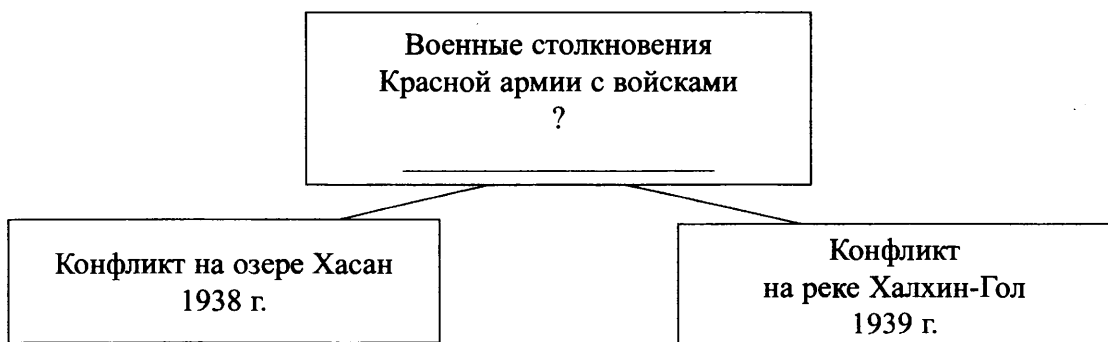 Военные столкновения
Красной армии с войсками
?
Конфликт на озере Хасан
1938 г.
Конфликт
на реке Халхин-Гол
1939 г.